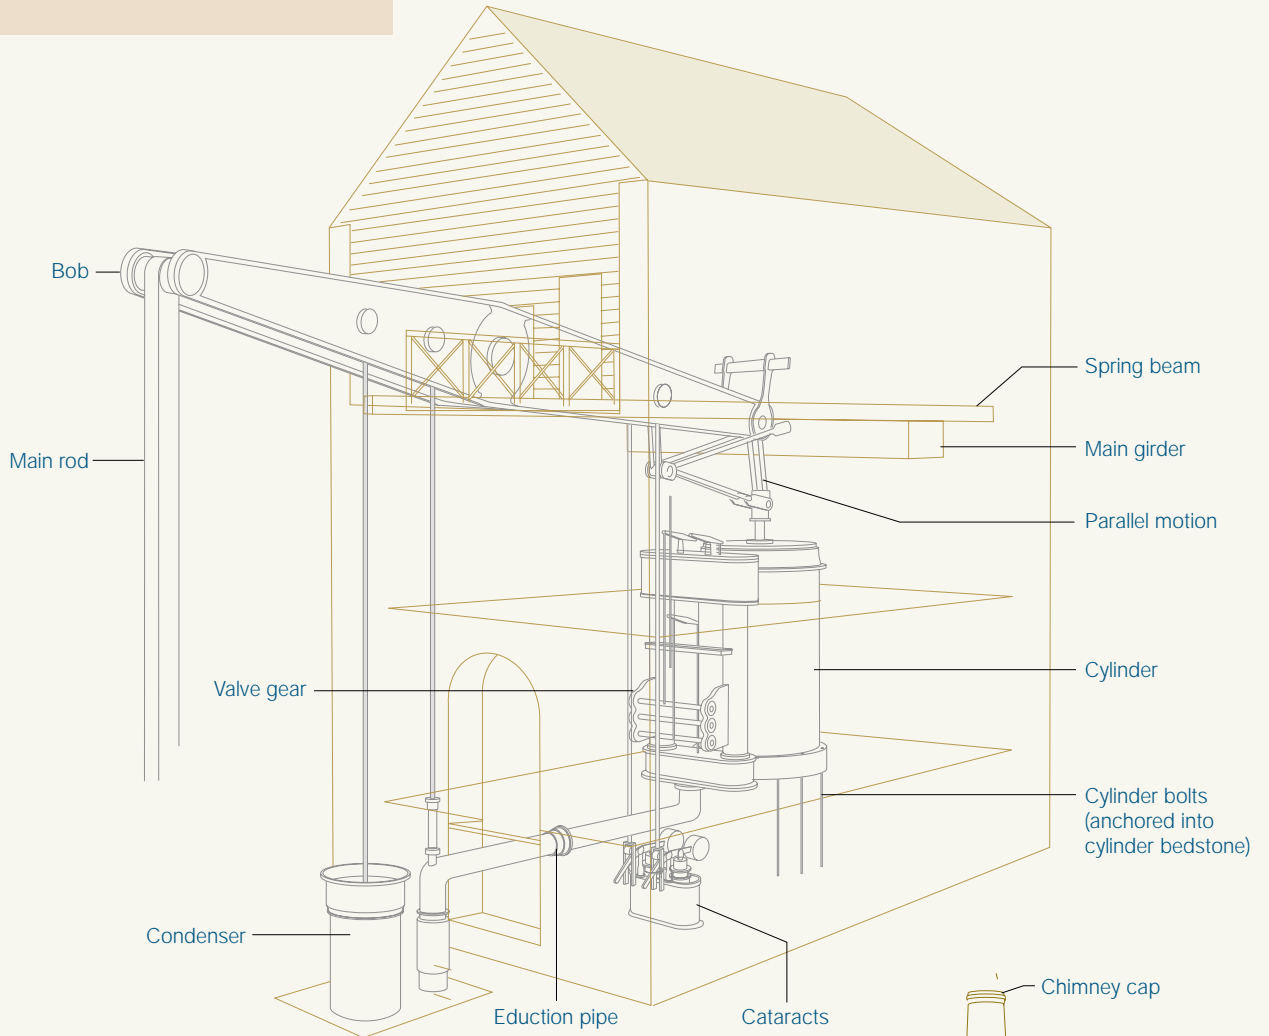 Bob
Spring beam
Main girder
Main rod
Parallel motion
Cylinder
Valve gear
Cylinder bolts
(anchored into
cylinder bedstone)
Condenser
Chimney cap
Eduction pipe
Cataracts